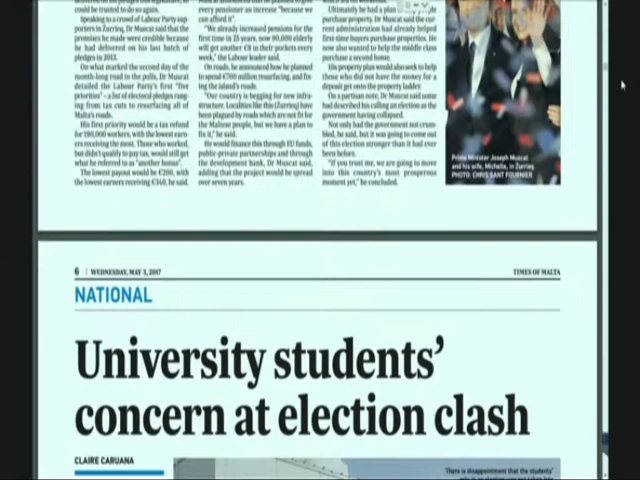 could be trusted to do so again.
Speaking to a crowd of Labour Party sup-
porters in Zurrieq, Dr Muscat said that the
promises he made were credible because
he had delivered on his last batch of
pledges in 2013.
On what marked the second day of the
month-long road to the polls, Dr Muscat
detailed the Labour Party's first "five
priorities" – a list of electoral pledges rang-
ing from tax cuts to resurfacing all of
Malta's roads.
His first priority would be a tax refund
for 190,000 workers, with the lowest earn-
ers receiving the most. Those who worked,
but didn't qualify to pay tax, would still get
what he referred to as "another bonus".
The lowest payout would be €200, with
the lowest earners receiving €340, he said.
every pensioner an increase "because we
can afford it".
"We already increased pensions for the
first time in 25 years, now 90,000 elderly
will get another €8 in their pockets every
week," the Labour leader said.
On roads, he announced how he planned
to spend €700 million resurfacing, and fix-
ing the island's roads.
"Our country is begging for new infra-
structure. Localities like this (Zurrieq) have
been plagued by roads which are not fit for
the Maltese people, but we have a plan to
fix it," he said.
He would finance this through EU funds,
public-private partnerships and through
the development bank, Dr Muscat said,
adding that the project would be spread
over seven years.
Ultimately he had a plan
purchase property. Dr Muscat said the cur-
rent administration had already helped
first-time buyers purchase properties. He
now also wanted to help the middle class
purchase a second home.
His property plan would also seek to help
those who did not have the money for a
deposit get onto the property ladder.
On a partisan note, Dr Muscat said some
had described his calling an election as the
government having collapsed.
Not only had the government not crum-
bled, he said, but it was going to come out
of this election stronger than it had ever
been before.
"If you trust me, we are going to move
into this country's most prosperous
moment yet," he concluded.
Prime Minister Joseph Muscat
and his wife, Michelle, in Zurrieq.
PHOTO: CHRIS SANT FOURNIER
6 | WEDNESDAY, MAY 3, 2017 TIMES OF MALTA
NATIONAL
University students'
concern at election clash
CLAIRE CARUANA
There is disappointment that the students'